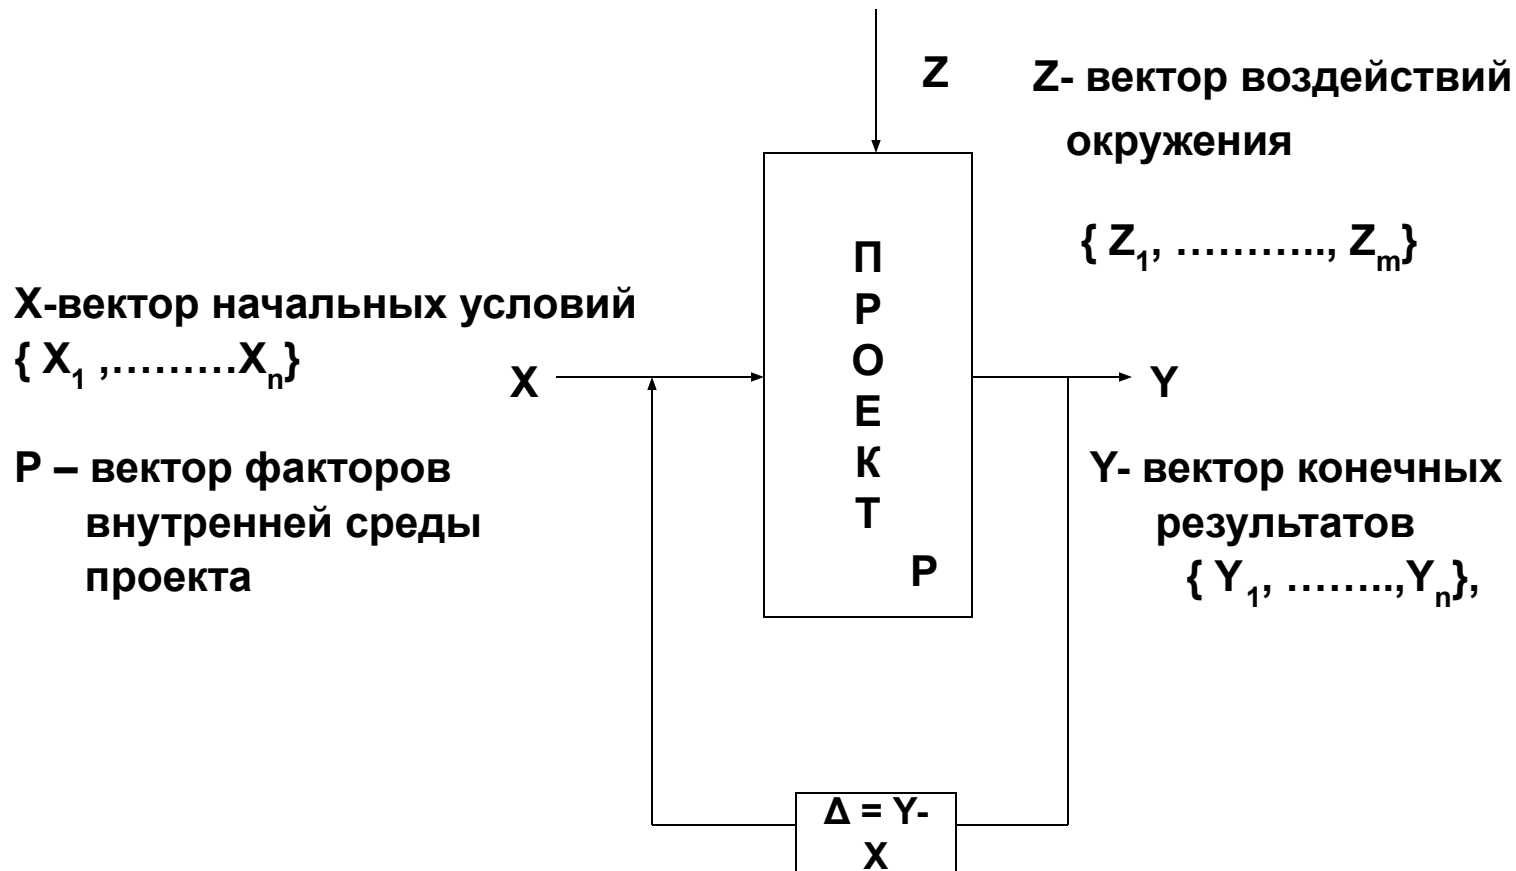 Z
Z- вектор воздействий
окружения
{ Z1, ……….., Zm}
X-вектор начальных условий
{ X1 ,………Xn}
X
P – вектор факторов
внутренней среды
проекта
П
Р
О
Е
К
Т
P
Y
Y- вектор конечных
результатов
{ Y1, ……..,Yn},
Δ = Y-
X